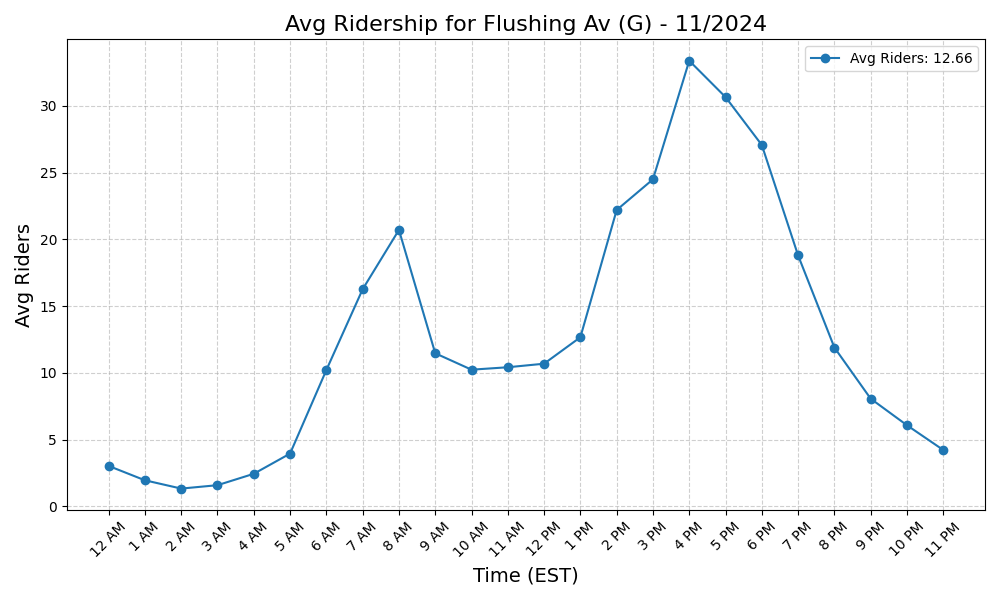 Avg Ridership for Flushing Av (G) - 11/2024
Avg Riders: 12.66
Avg Riders
30
25
20
15
10
5
0
12 AM
1 AM
2 AM
3 AM
4 AM
5 AM
6 AM
7 AM
8 AM
9 AM
10 AM
11 AM
12 PM
1 PM
2 PM
3 PM
4 PM
5 PM
6 PM
7 PM
8 PM
9 PM
10 PM
11 PM
Time (EST)